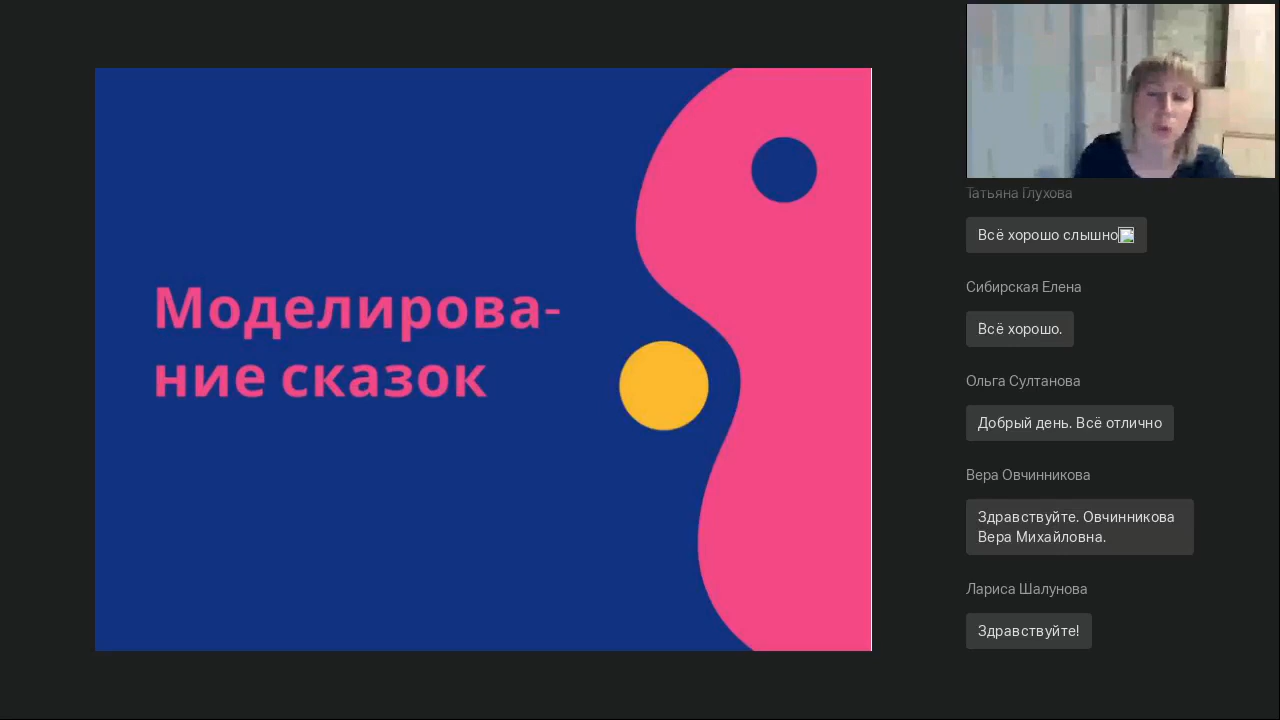 Моделирова-
ние сказок
Татьяна Глухова
Всё хорошо слышно
Сибирская Елена
Всё хорошо.
Ольга Султанова
Добрый день. Всё отлично
Вера Овчинникова
Здравствуйте. Овчинникова
Вера Михайловна.
Лариса Шалунова
Здравствуйте!